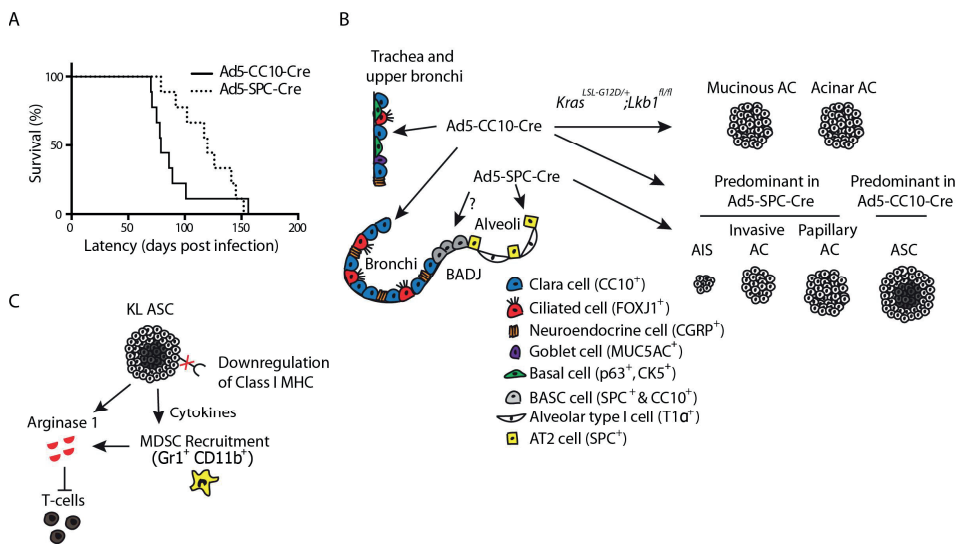 A
Ad5-CC10-Cre
Ad5-SPC-Cre
Survival (%)
100
50
0
0
50
100
150
200
Latency (days post infection)
B
Trachea and
upper bronchi
Kras LSL-G12D/+;Lkb1 fl/fl
Ad5-CC10-Cre
Ad5-SPC-Cre
?
Alveoli
Bronchi
BADJ
Mucinous AC
Acinar AC
Predominant in
Ad5-SPC-Cre
Predominant in
Ad5-CC10-Cre
AIS
Invasive
AC
Papillary
AC
ASC
Clara cell (CC10+)
Ciliated cell (FOXJ1+)
Neuroendocrine cell (CGRP+)
Goblet cell (MUC5AC+)
Basal cell (p63+, CK5+)
BASC cell (SPC+ & CC10+)
Alveolar type I cell (T1α+)
AT2 cell (SPC+)
C
KL ASC
Downregulation
of Class I MHC
Cytokines
Arginase 1
MDSC Recruitment
(Gr1+ CD11b+)
T-cells